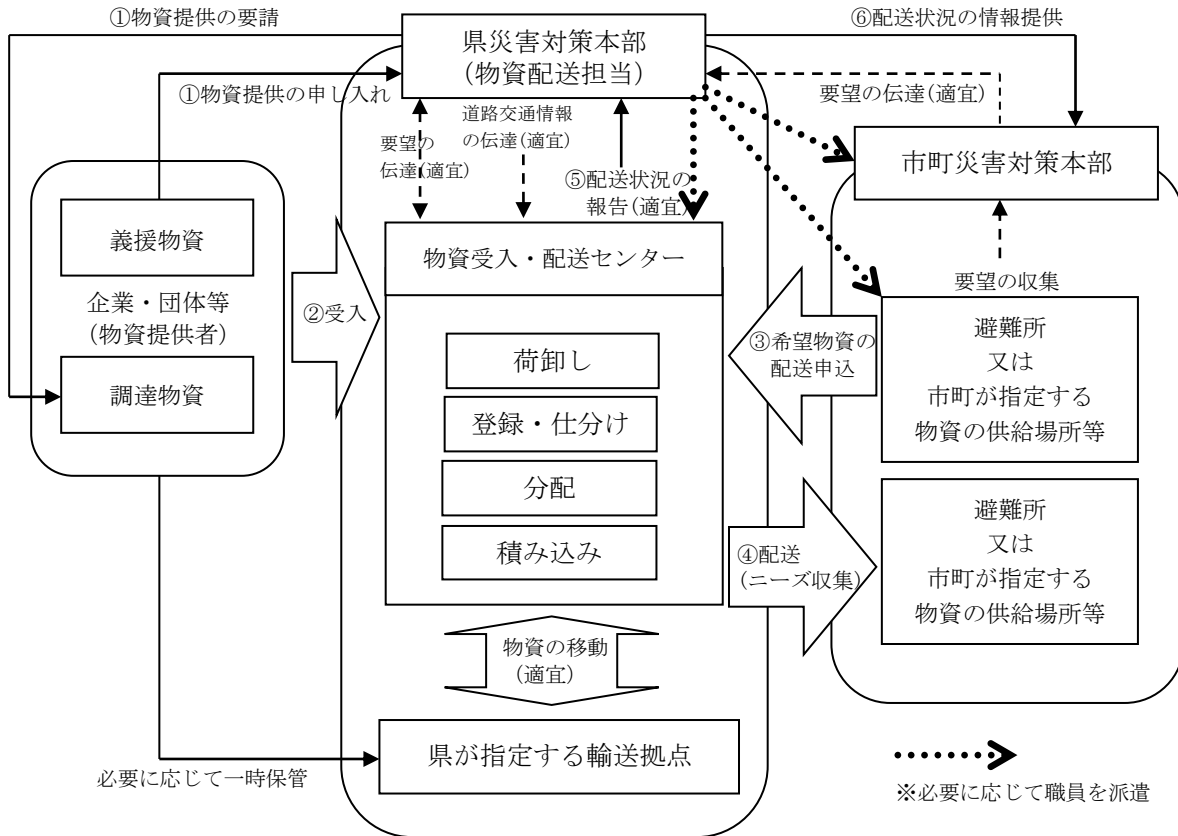 ①物資提供の要請
県災害対策本部
(物資配送担当)
⑥配送状況の情報提供
①物資提供の申し入れ
要望の
伝達(適宜)
道路交通情報
の伝達(適宜)
⑤配送状況の
報告(適宜)
要望の伝達(適宜)
市町災害対策本部
要望の収集
義援物資
企業・団体等
(物資提供者)
調達物資
②受入
物資受入・配送センター
荷卸し
登録・仕分け
分配
積み込み
③希望物資の
配送申込
避難所
又は
市町が指定する
物資の供給場所等
④配送
(ニーズ収集)
避難所
又は
市町が指定する
物資の供給場所等
物資の移動
(適宜)
県が指定する輸送拠点
必要に応じて一時保管
※必要に応じて職員を派遣